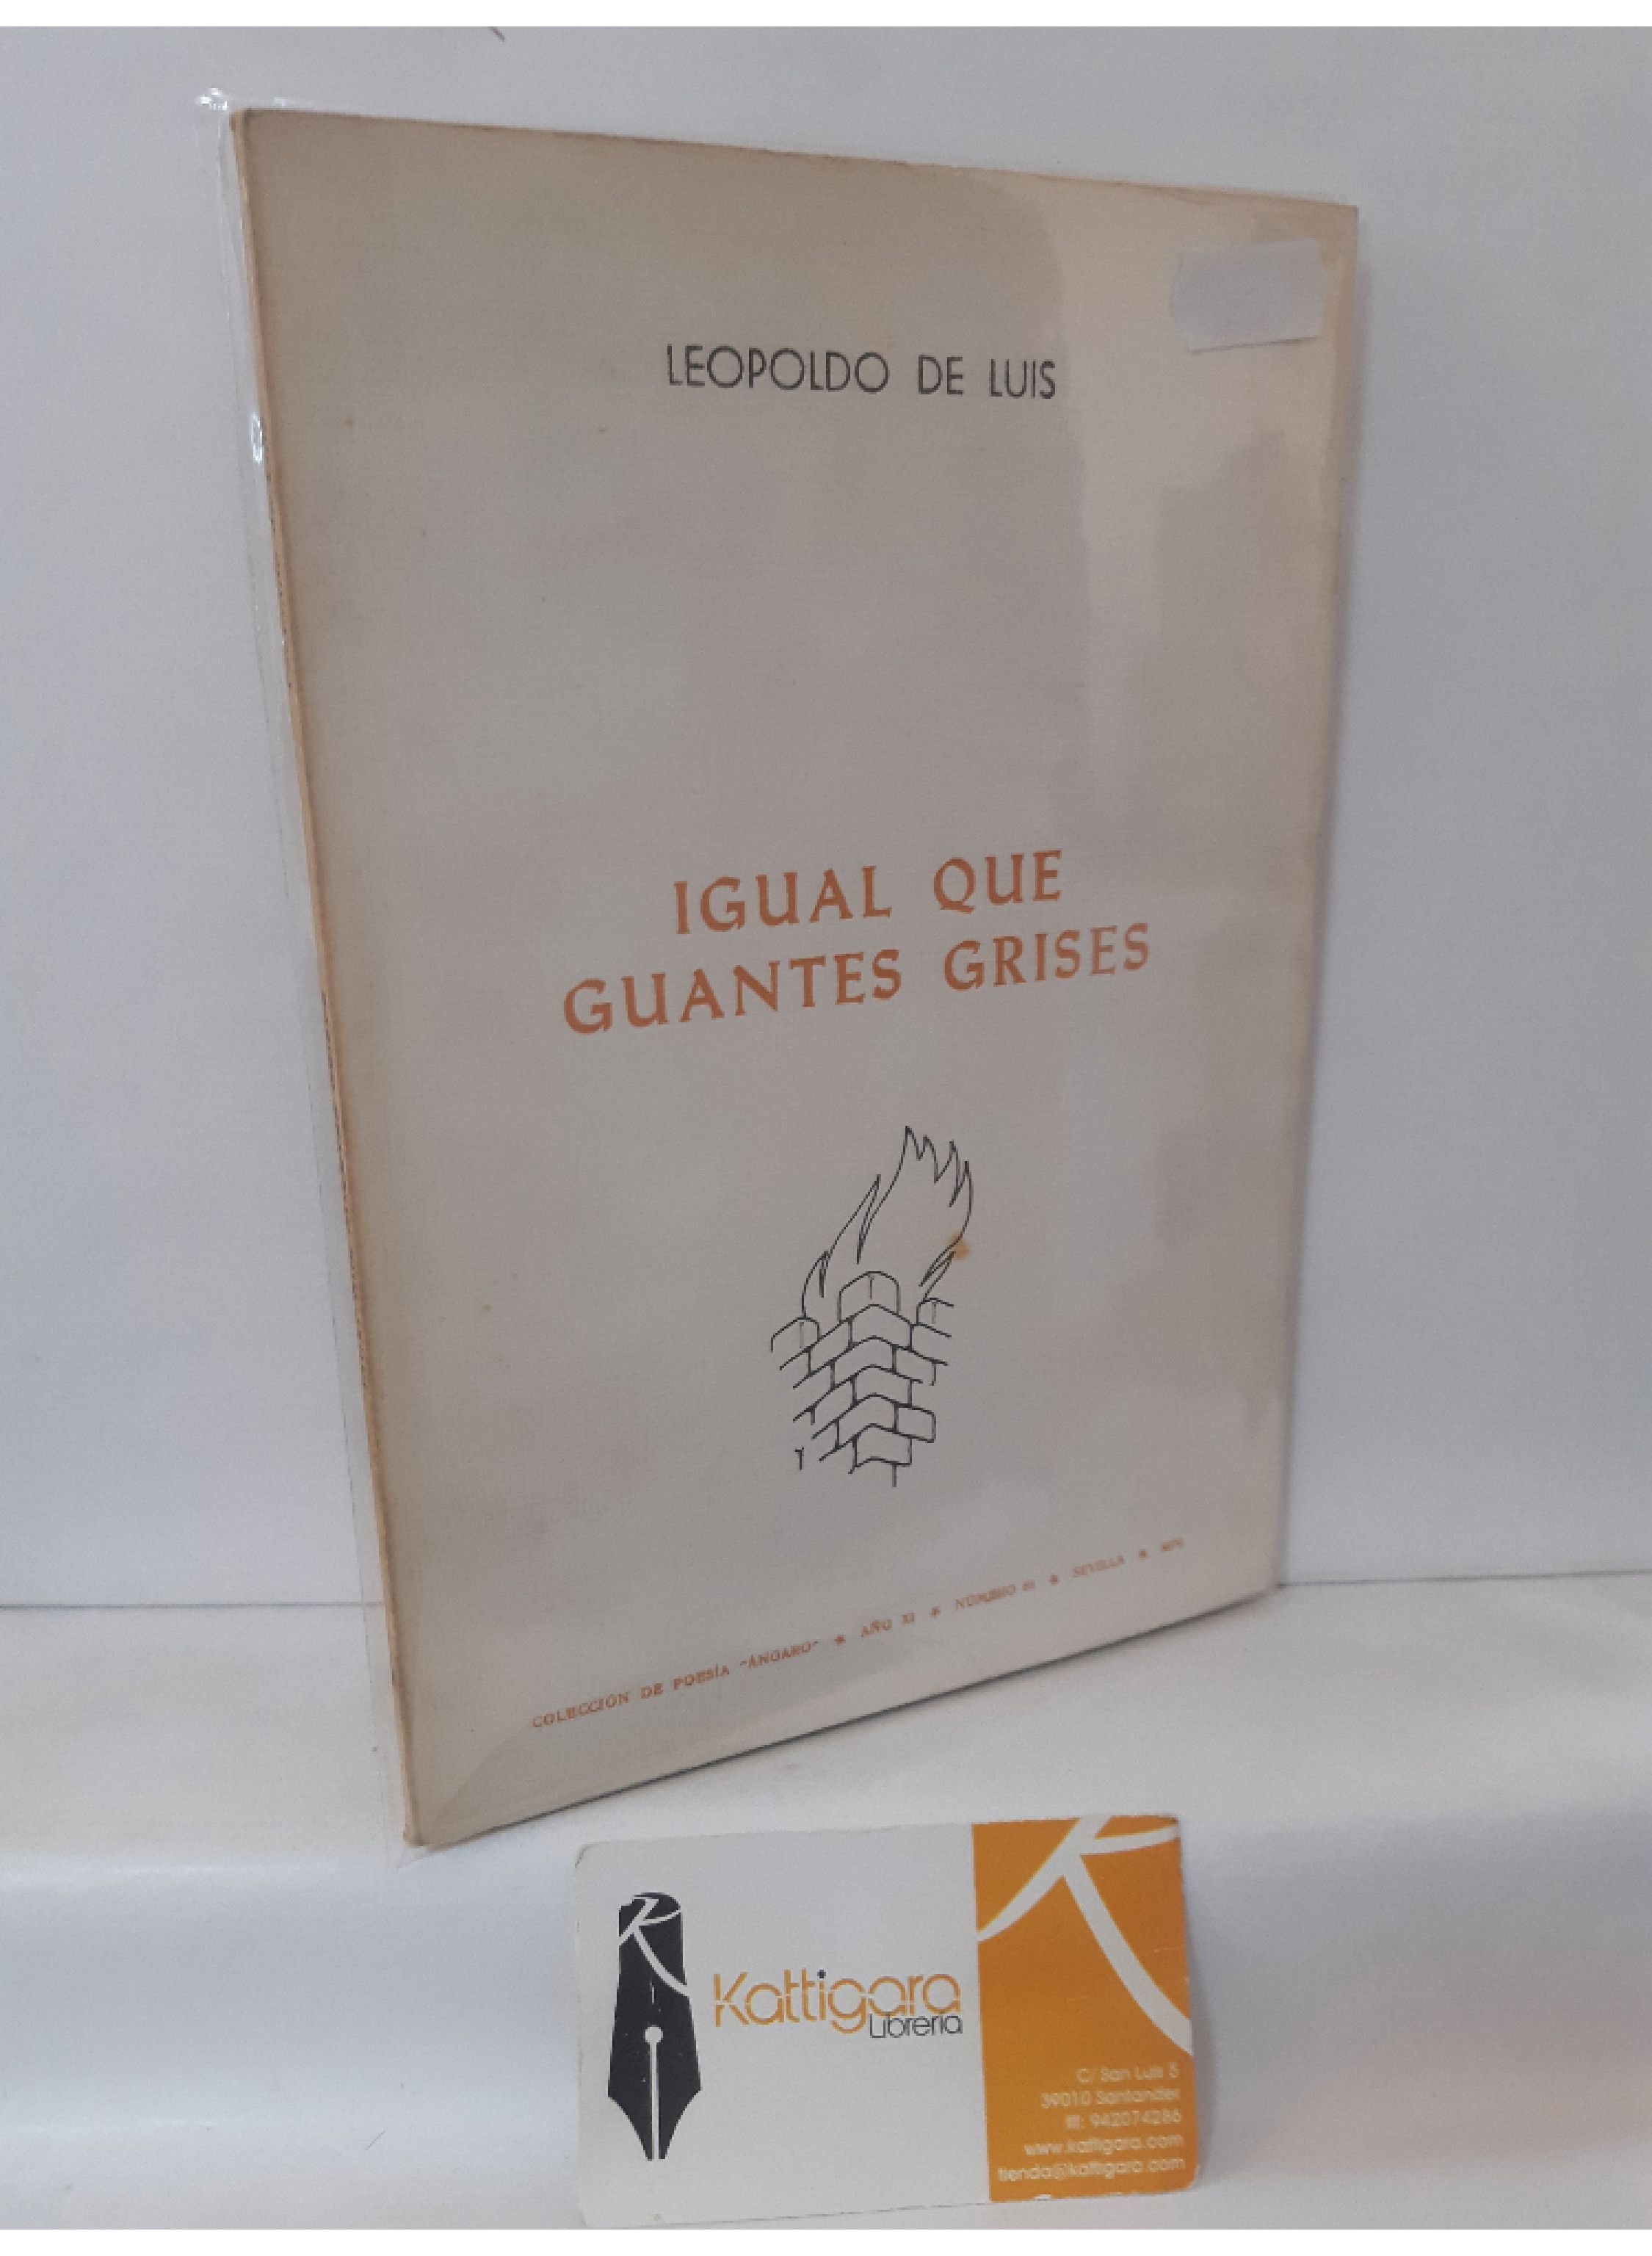 LEOPOLDO DE LUIS
IGUAL QUE
GUANTES GRISES
COLECCIÓN DE POESÍA "ÁNGARO" * AÑO XI * NÚMERO * SEVILLA *
Kattigara
Librería
C/ San Luis 5
39010 Santander
tlf: 942074286
www.kattigara.com
tienda@kattigara.com